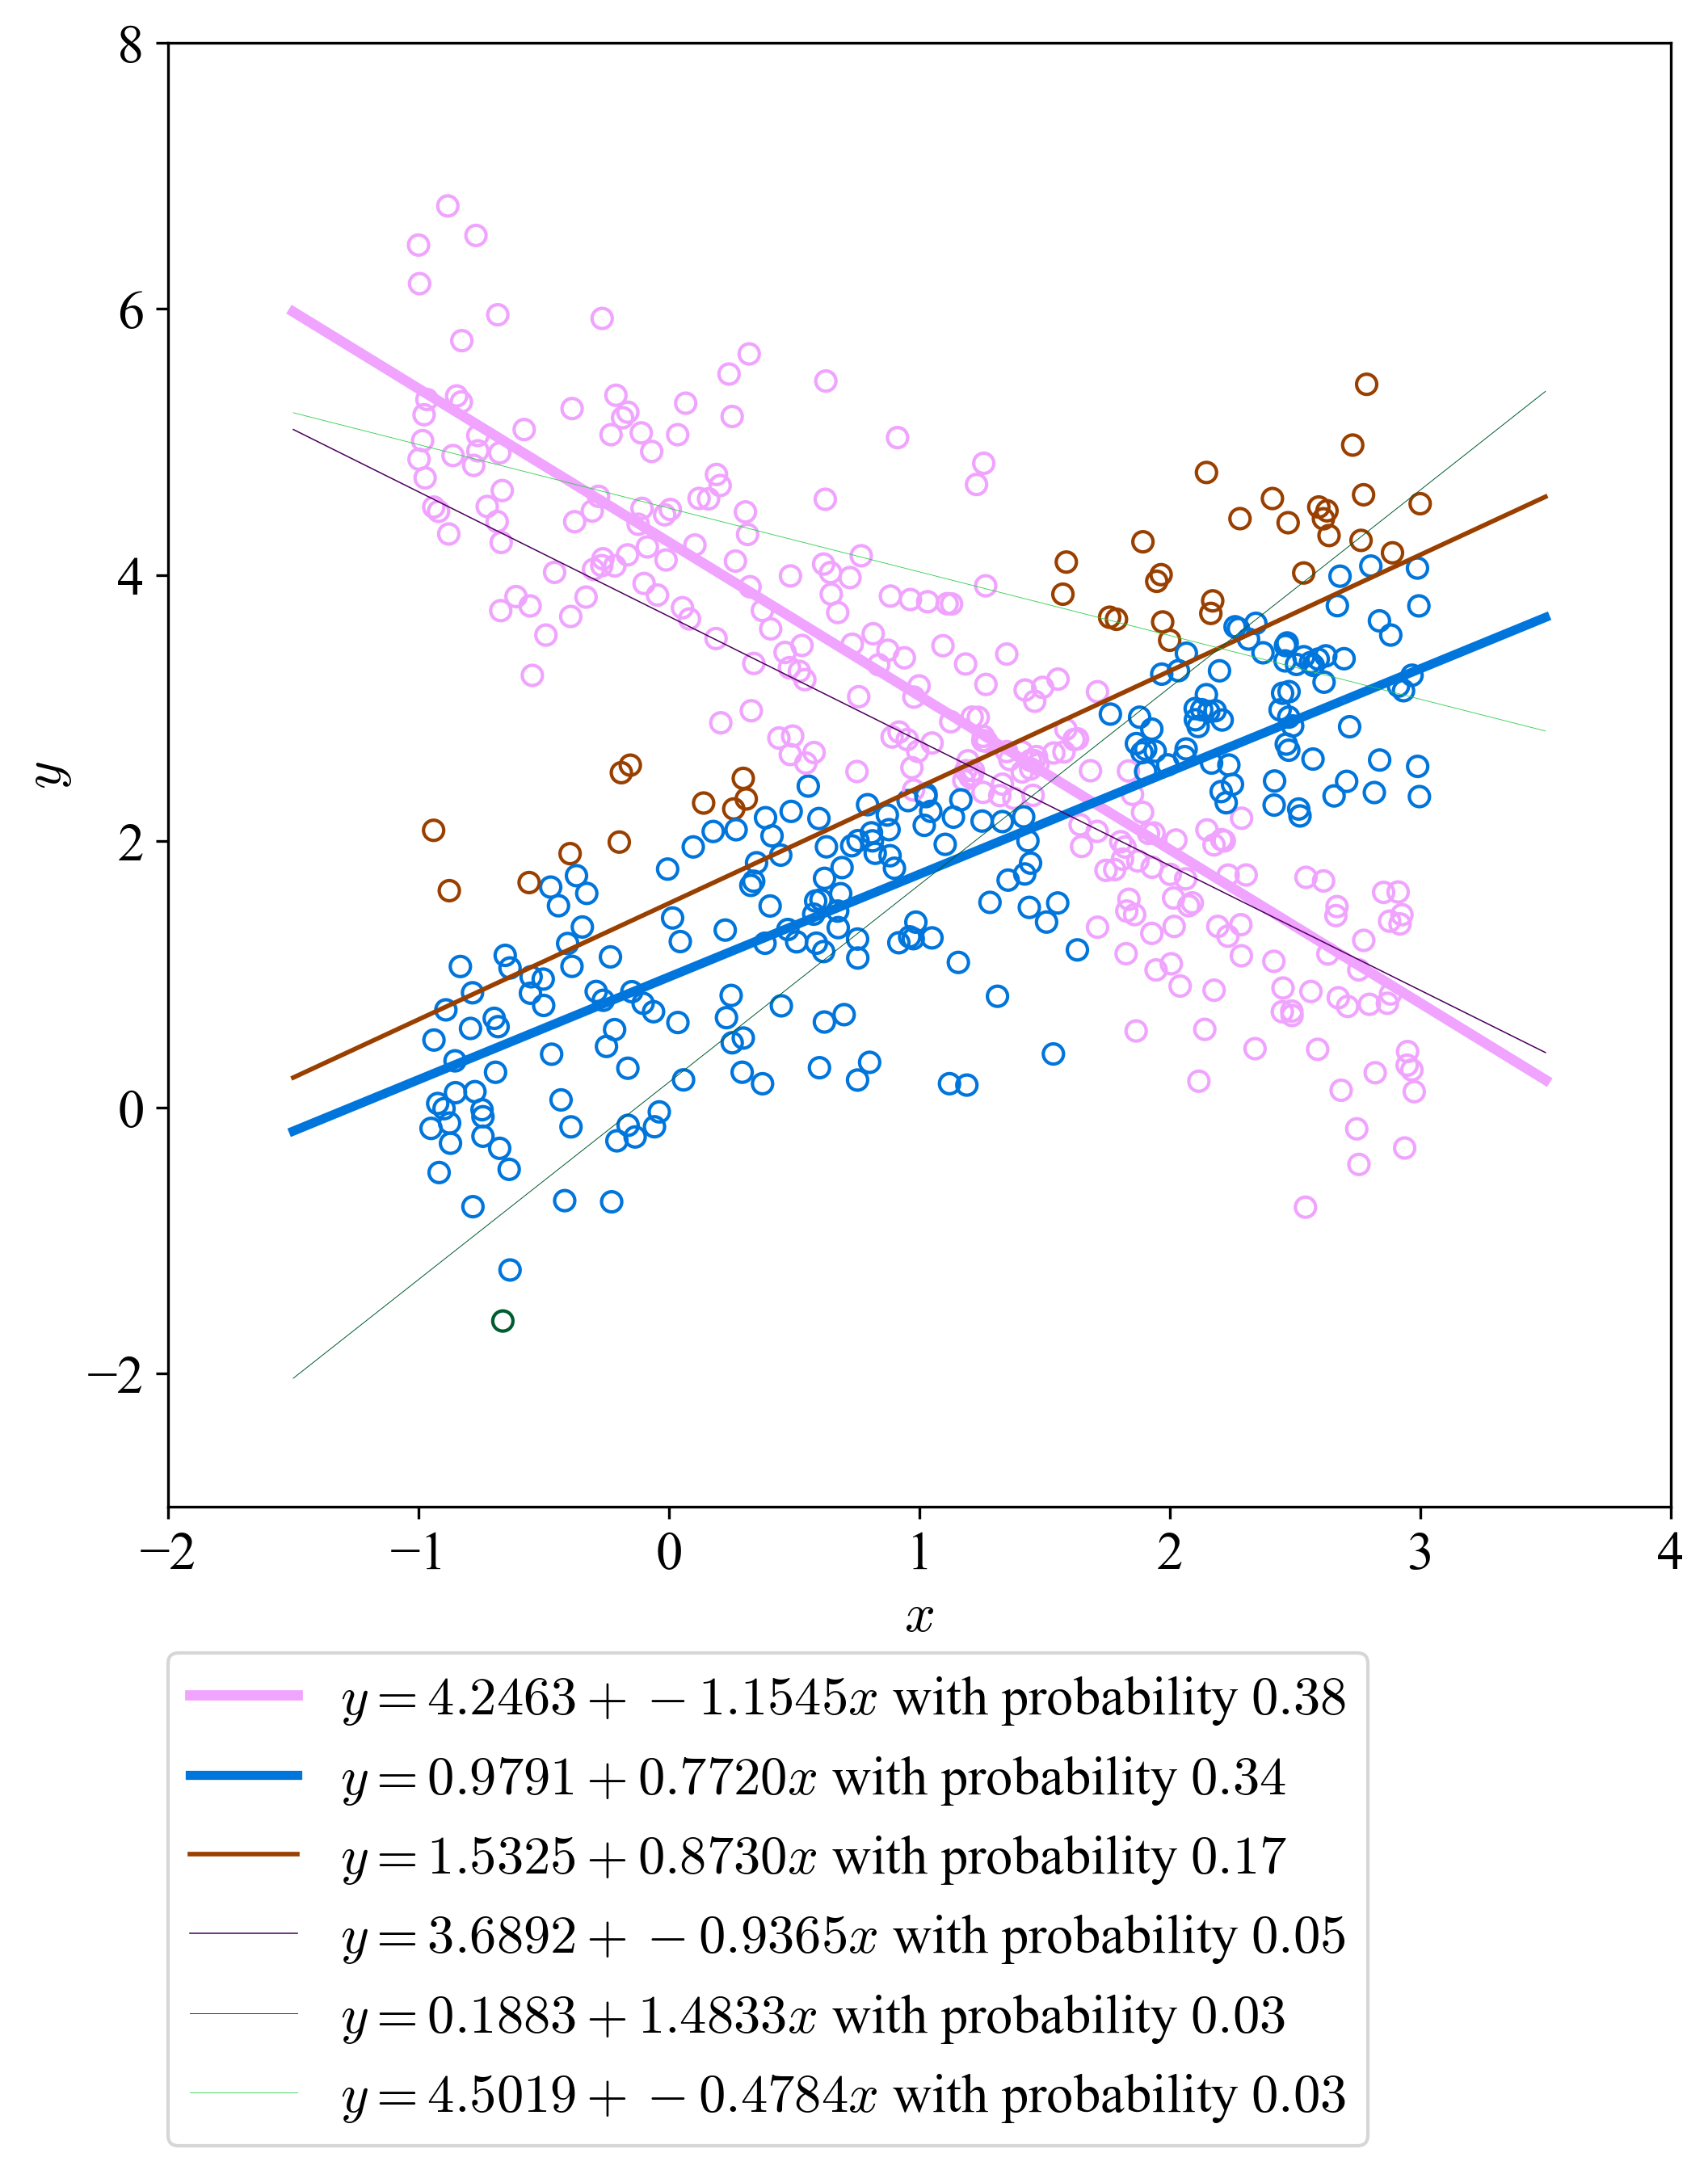 8
6
4
2
0
−2
y
−2 −1 0 1 2 3 4
x
y = 4.2463 + −1.1545x with probability 0.38
y = 0.9791 + 0.7720x with probability 0.34
y = 1.5325 + 0.8730x with probability 0.17
y = 3.6892 + −0.9365x with probability 0.05
y = 0.1883 + 1.4833x with probability 0.03
y = 4.5019 + −0.4784x with probability 0.03